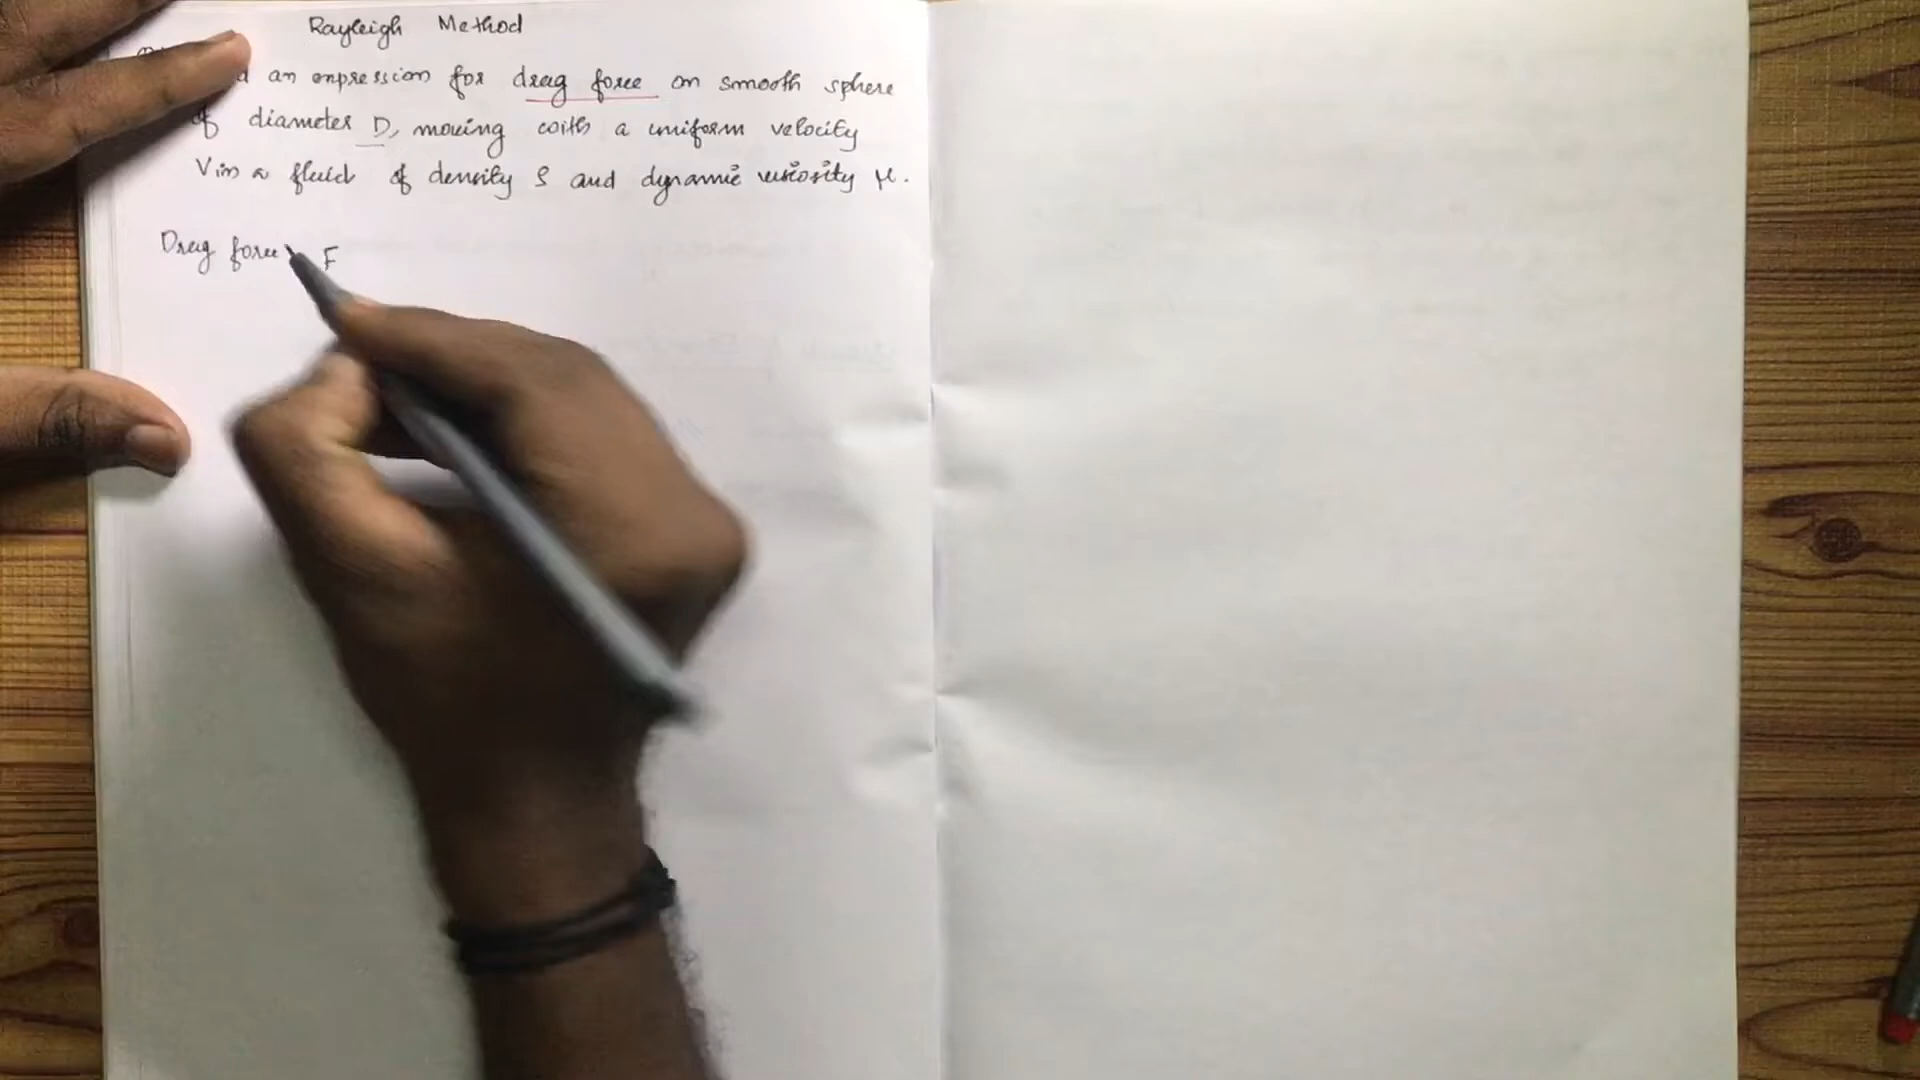 Rayleigh Method
an expression for drag force on smooth sphere
of diameter D, moving with a uniform velocity
V in a fluid of density ρ and dynamic viscosity μ.
Drag force F